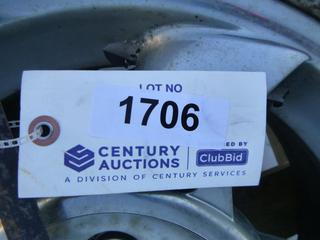 LOT NO
1706
CENTURY
AUCTIONS
ED BY
ClubBid
A DIVISION OF CENTURY SERVICES